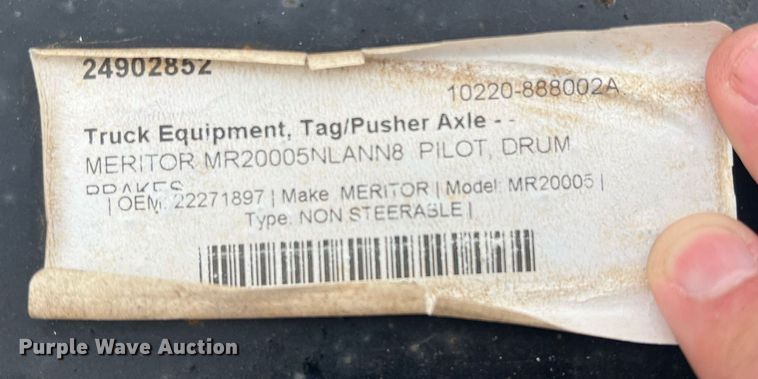 24902852
10220-888002A
Truck Equipment, Tag/Pusher Axle - -
MERITOR MR20005NLANN8 PILOT, DRUM
BRAKES
| OEM: 22271897 | Make: MERITOR | Model: MR20005 |
Type: NON STEERABLE |
Purple Wave Auction